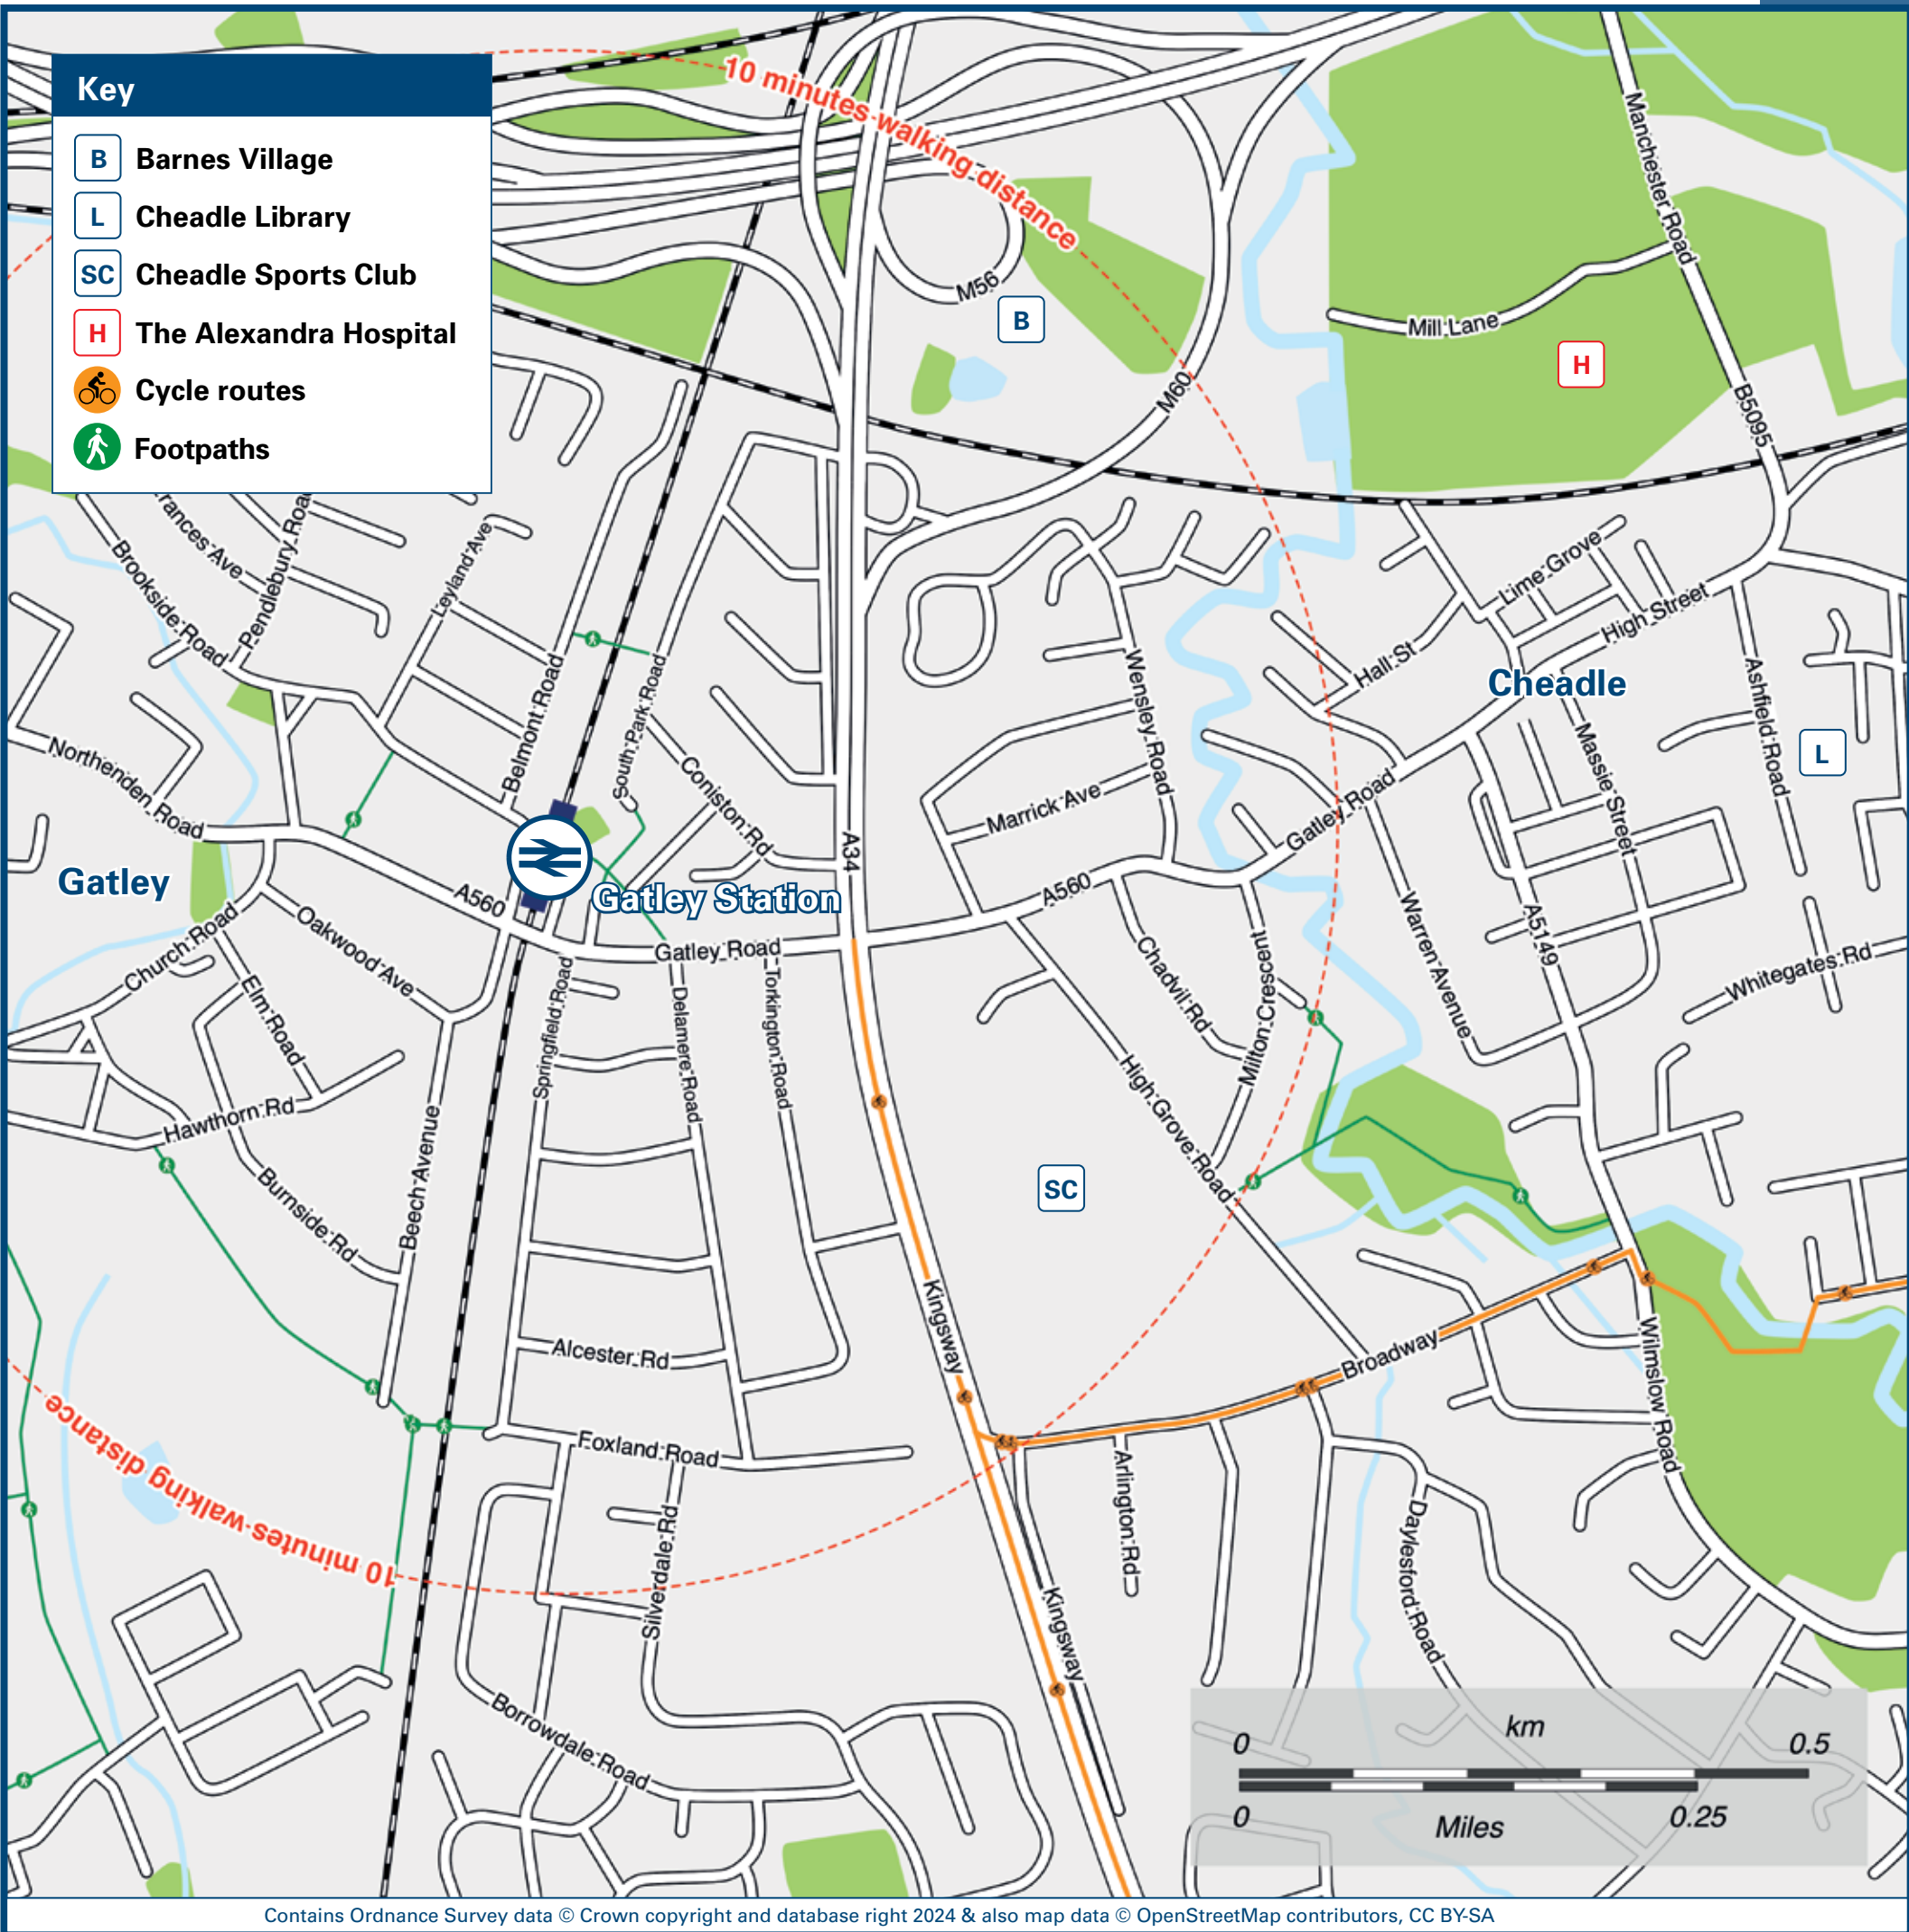 Key
B Barnes Village
L Cheadle Library
SC Cheadle Sports Club
H The Alexandra Hospital
Cycle routes
Footpaths
10 minutes walking distance
Manchester Road
M56
B
Mill Lane
H
M60
B5095
rances Ave
Pendlebury Roa
Brookside Road
Leyland Ave
Lime Grove
High Street
Hall St
Cheadle
Belmont Road
South Park Road
Wensley Road
Ashfield Road
L
Massie Street
Northenden Road
Coniston Rd
Marrick Ave
Gatley Road
A34
Gatley
A560
Gatley Station
A560
Warren Avenue
A5149
Whitegates Rd
Church Road
Oakwood Ave
Elm Road
Gatley Road
Springfield Road
Delamere Road
Torkington Road
Chadvil Rd
Milton Crescent
High Grove Road
Hawthorn Rd
Burnside Rd
Beech Avenue
SC
Kingsway
Alcester Rd
Broadway
Wilmslow Road
Foxland Road
Arlington Rd
Daylesford Road
Silverdale Rd
10 minutes walking distance
Kingsway
Borrowdale Road
km
0 0.5
0 0.25
Miles
Contains Ordnance Survey data © Crown copyright and database right 2024 & also map data © OpenStreetMap contributors, CC BY-SA